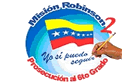 Misión Robinson 2
Yo sí puedo
seguir
Prosecución al 6to Grado